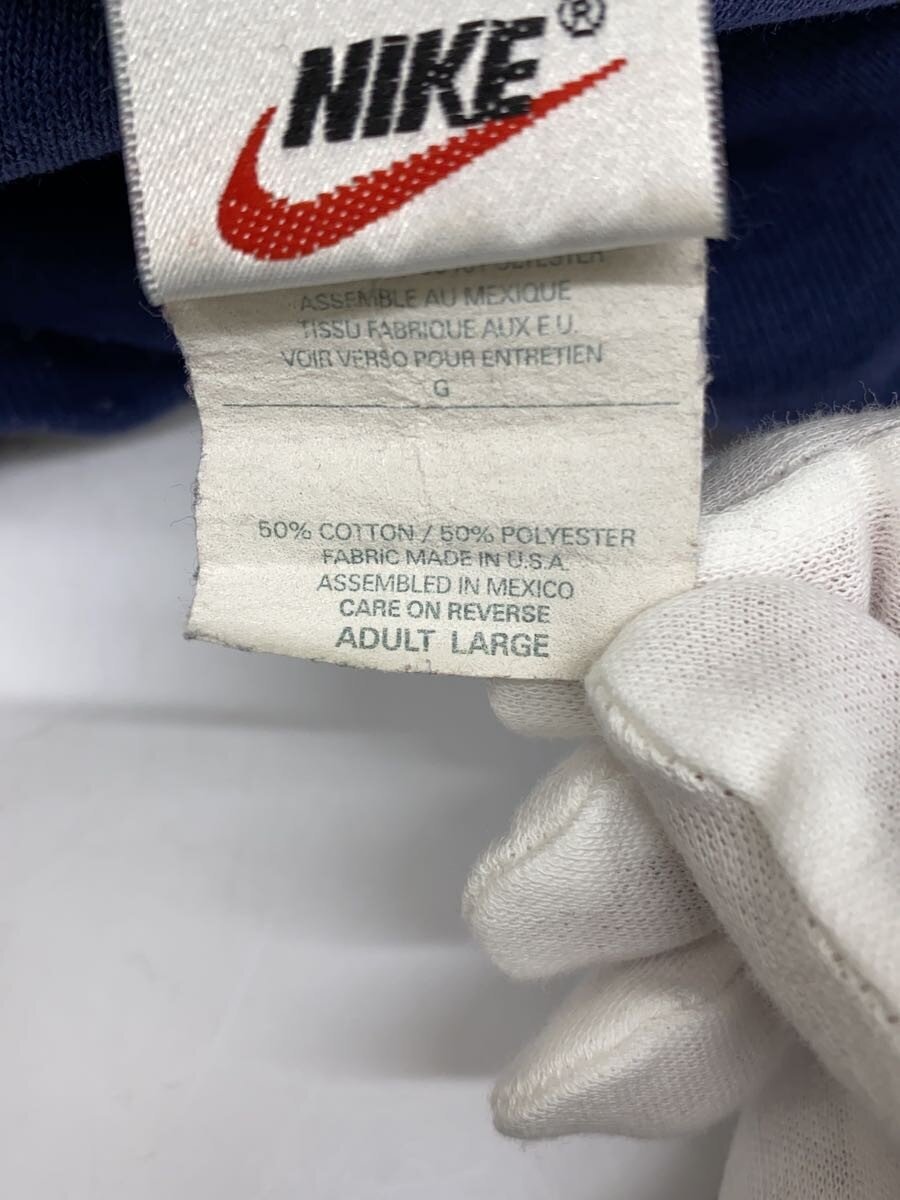 NIKE®
POLYESTER
ASSEMBLE AU MEXIQUE
TISSU FABRIQUE AUX E.U.
VOIR VERSO POUR ENTRETIEN
G
50% COTTON / 50% POLYESTER
FABRIC MADE IN U.S.A.
ASSEMBLED IN MEXICO
CARE ON REVERSE
ADULT LARGE